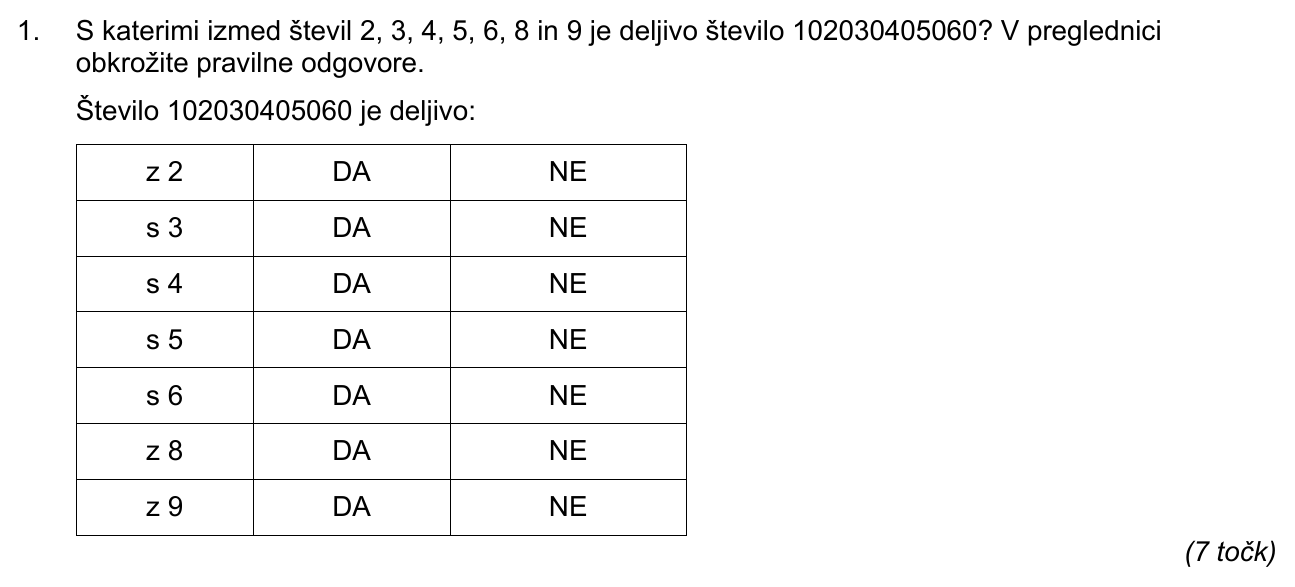 1. S katerimi izmed števil 2, 3, 4, 5, 6, 8 in 9 je deljivo število 102030405060? V preglednici
obkrožite pravilne odgovore.
Število 102030405060 je deljivo:
z 2 DA NE
s 3 DA NE
s 4 DA NE
s 5 DA NE
s 6 DA NE
z 8 DA NE
z 9 DA NE
(7 točk)